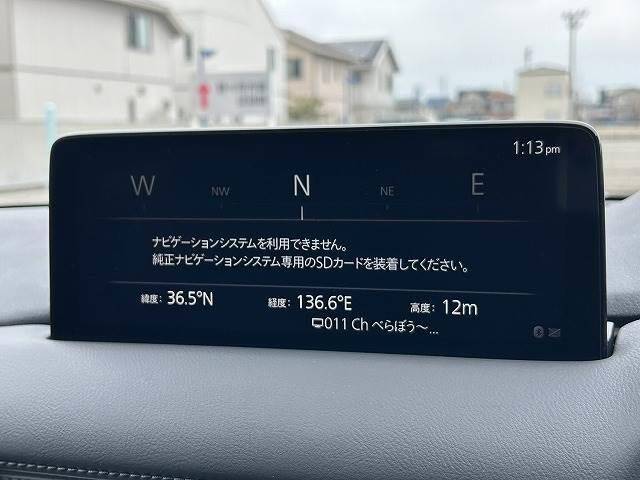 1:13 pm
W NW N NE E
ナビゲーションシステムを利用できません。
純正ナビゲーションシステム専用のSDカードを装着してください。
緯度: 36.5°N 経度: 136.6°E 高度: 12m
011 Ch べらぼう〜...